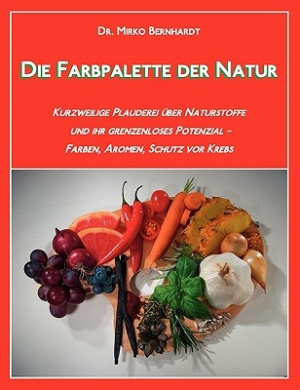 Dr. Mirko Bernhardt
Die Farbpalette der Natur
Kurzweilige Plauderei über Naturstoffe
und ihr grenzenloses Potenzial –
Farben, Aromen, Schutz vor Krebs